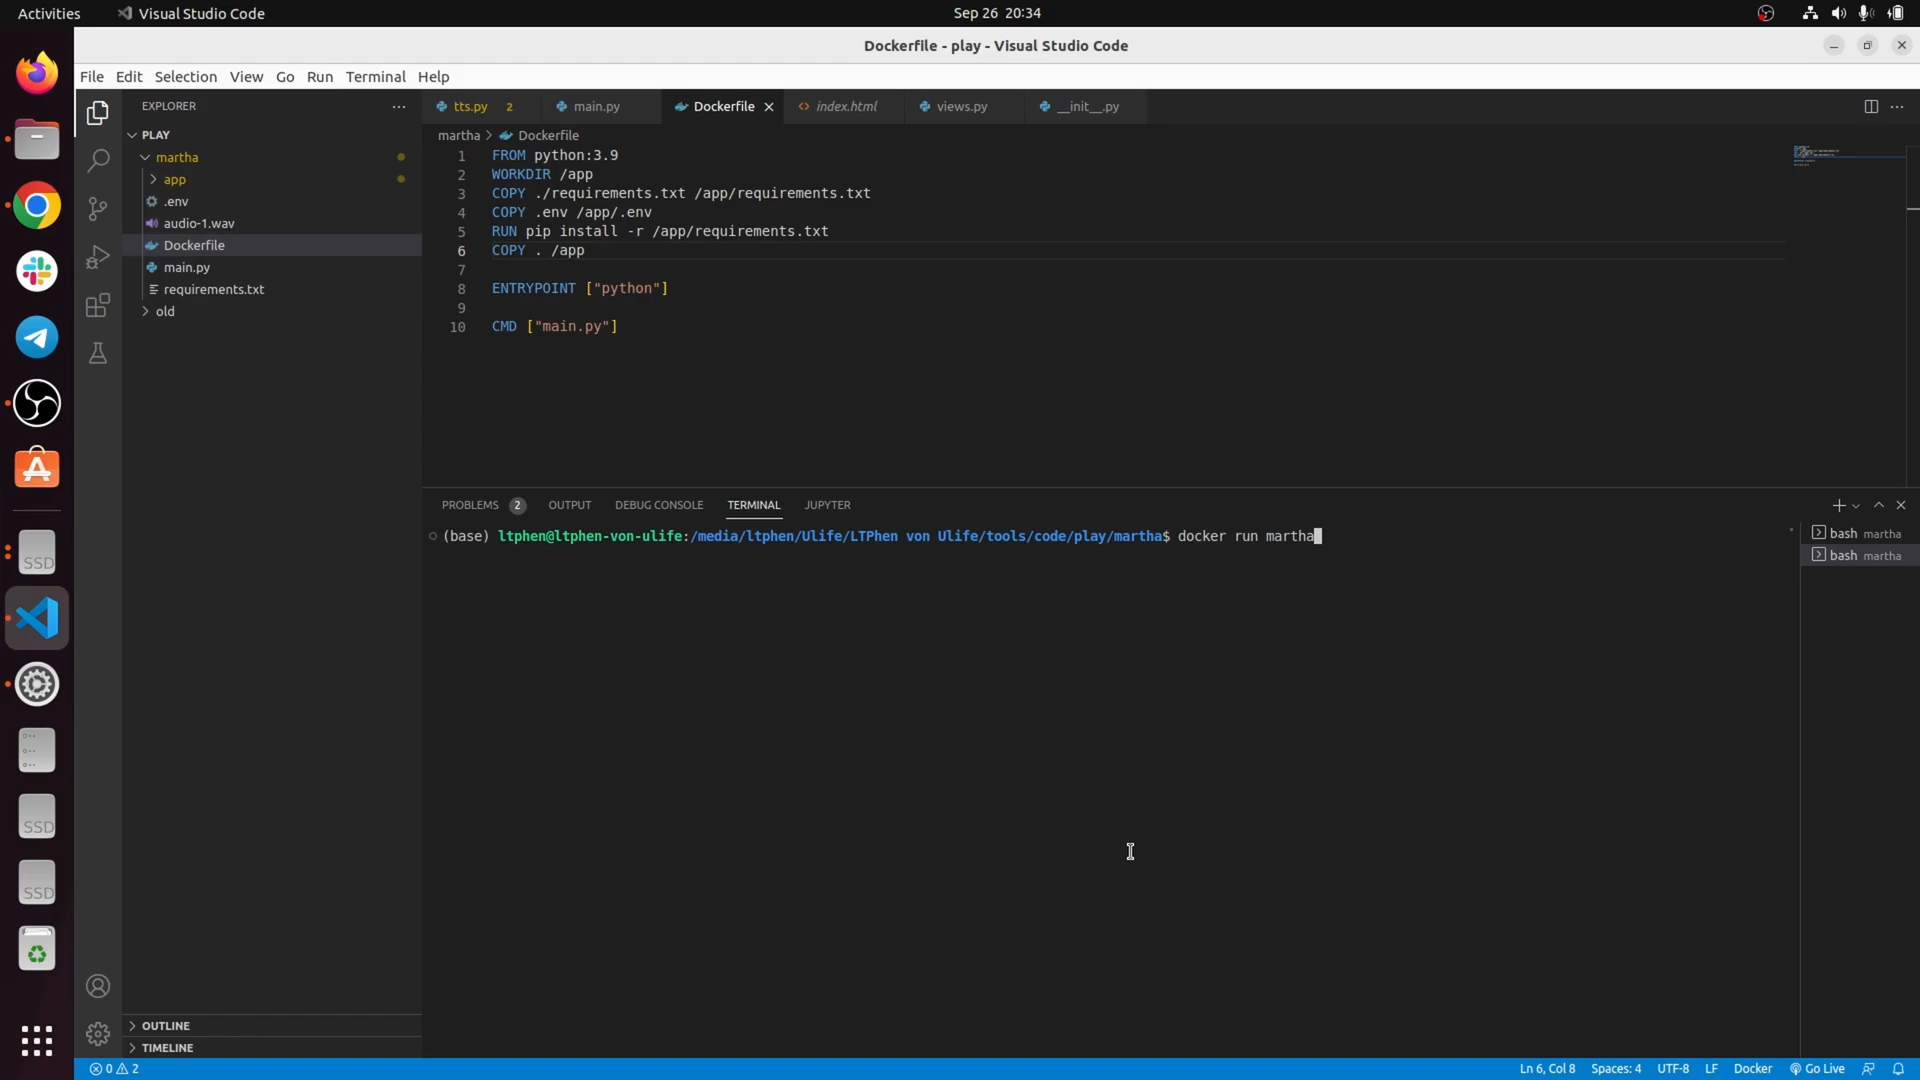 Activities
Visual Studio Code
Sep 26 20:34
Dockerfile - play - Visual Studio Code
File Edit Selection View Go Run Terminal Help
EXPLORER
PLAY
martha
app
.env
audio-1.wav
Dockerfile
main.py
requirements.txt
old
OUTLINE
TIMELINE
tts.py 2
main.py
Dockerfile
index.html
views.py
__init__.py
martha > Dockerfile
1 FROM python:3.9
2 WORKDIR /app
3 COPY ./requirements.txt /app/requirements.txt
4 COPY .env /app/.env
5 RUN pip install -r /app/requirements.txt
6 COPY . /app
7
8 ENTRYPOINT ["python"]
9
10 CMD ["main.py"]
PROBLEMS 2 OUTPUT DEBUG CONSOLE TERMINAL JUPYTER
(base) ltphen@ltphen-von-ulife:/media/ltphen/Ulife/LTPhen von Ulife/tools/code/play/martha$ docker run martha
bash martha
bash martha
SSD
SSD
SSD
0 2
Ln 6, Col 8 Spaces: 4 UTF-8 LF Docker Go Live